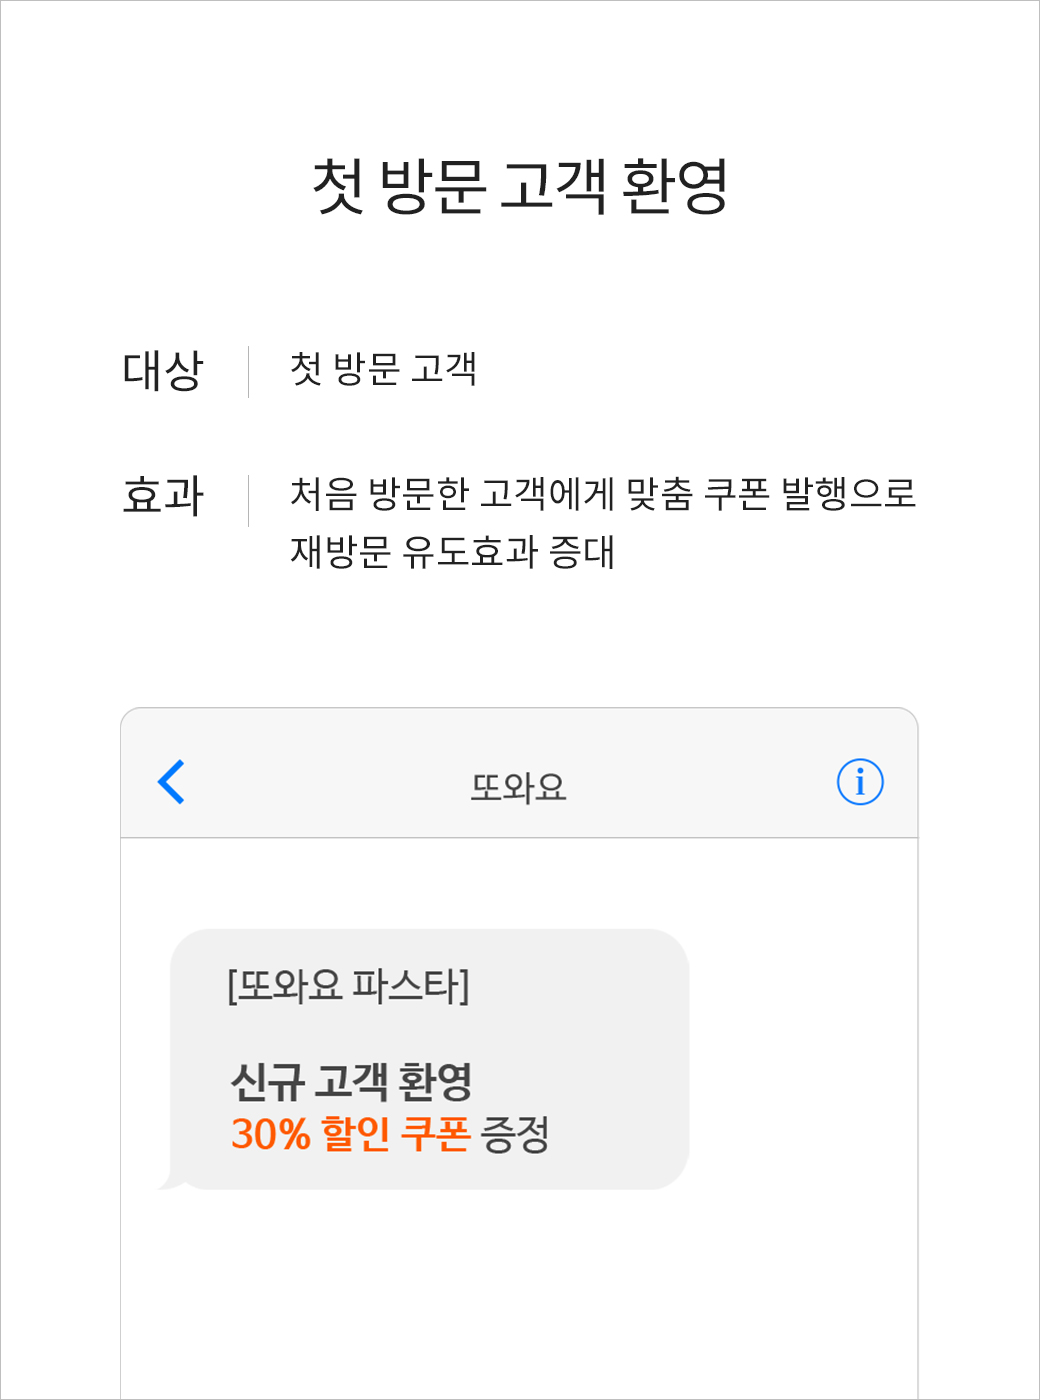 첫 방문 고객 환영
대상
첫 방문 고객
효과
처음 방문한 고객에게 맞춤 쿠폰 발행으로
재방문 유도효과 증대
또와요
i
[또와요 파스타]
신규 고객 환영
30% 할인 쿠폰 증정